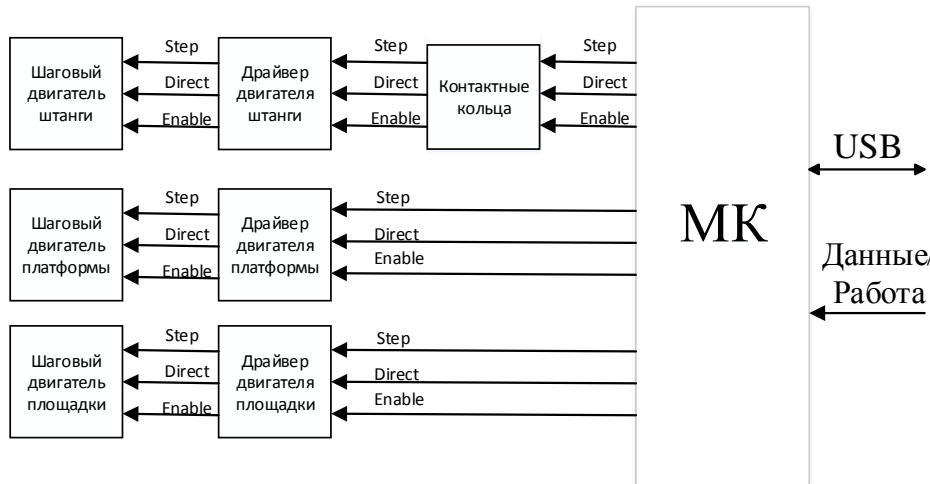 Step
Step
Step
Шаговый
двигатель
штанги
Direct
Драйвер
двигателя
штанги
Direct
Контактные
кольца
Direct
Enable
Enable
Enable
USB
МК
Step
Step
Шаговый
двигатель
платформы
Direct
Драйвер
двигателя
платформы
Direct
Enable
Enable
Данные/
Работа
Step
Step
Шаговый
двигатель
площадки
Direct
Драйвер
двигателя
площадки
Direct
Enable
Enable